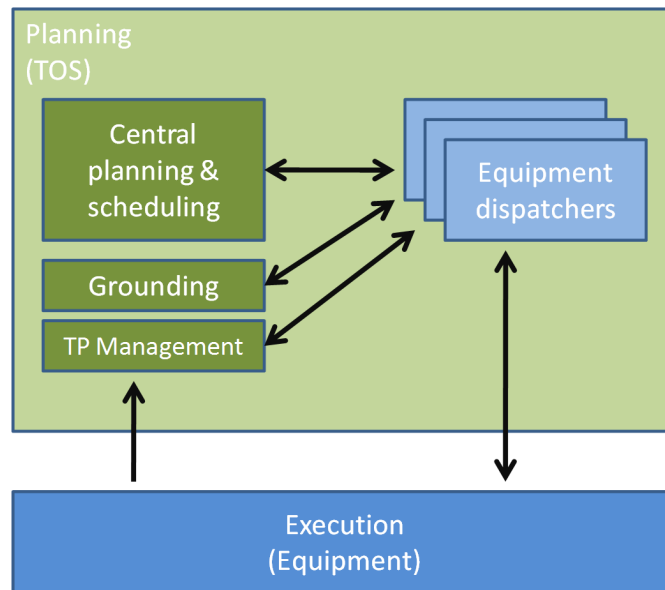 Planning
(TOS)
Central
planning &
scheduling
Equipment
dispatchers
Grounding
TP Management
Execution
(Equipment)